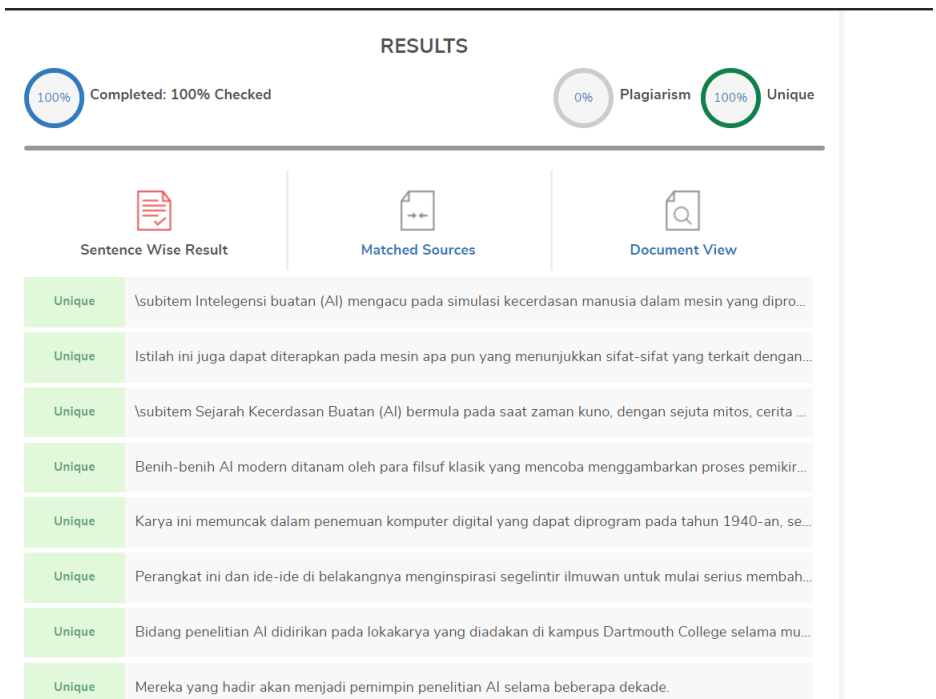 RESULTS
100% Completed: 100% Checked 0% Plagiarism 100% Unique
Sentence Wise Result Matched Sources Document View
Unique \subitem Intelegensi buatan (AI) mengacu pada simulasi kecerdasan manusia dalam mesin yang dipro...
Unique Istilah ini juga dapat diterapkan pada mesin apa pun yang menunjukkan sifat-sifat yang terkait dengan...
Unique \subitem Sejarah Kecerdasan Buatan (AI) bermula pada saat zaman kuno, dengan sejuta mitos, cerita ...
Unique Benih-benih AI modern ditanam oleh para filsuf klasik yang mencoba menggambarkan proses pemikir...
Unique Karya ini memuncak dalam penemuan komputer digital yang dapat diprogram pada tahun 1940-an, se...
Unique Perangkat ini dan ide-ide di belakangnya menginspirasi segelintir ilmuwan untuk mulai serius membah...
Unique Bidang penelitian AI didirikan pada lokakarya yang diadakan di kampus Dartmouth College selama mu...
Unique Mereka yang hadir akan menjadi pemimpin penelitian AI selama beberapa dekade.